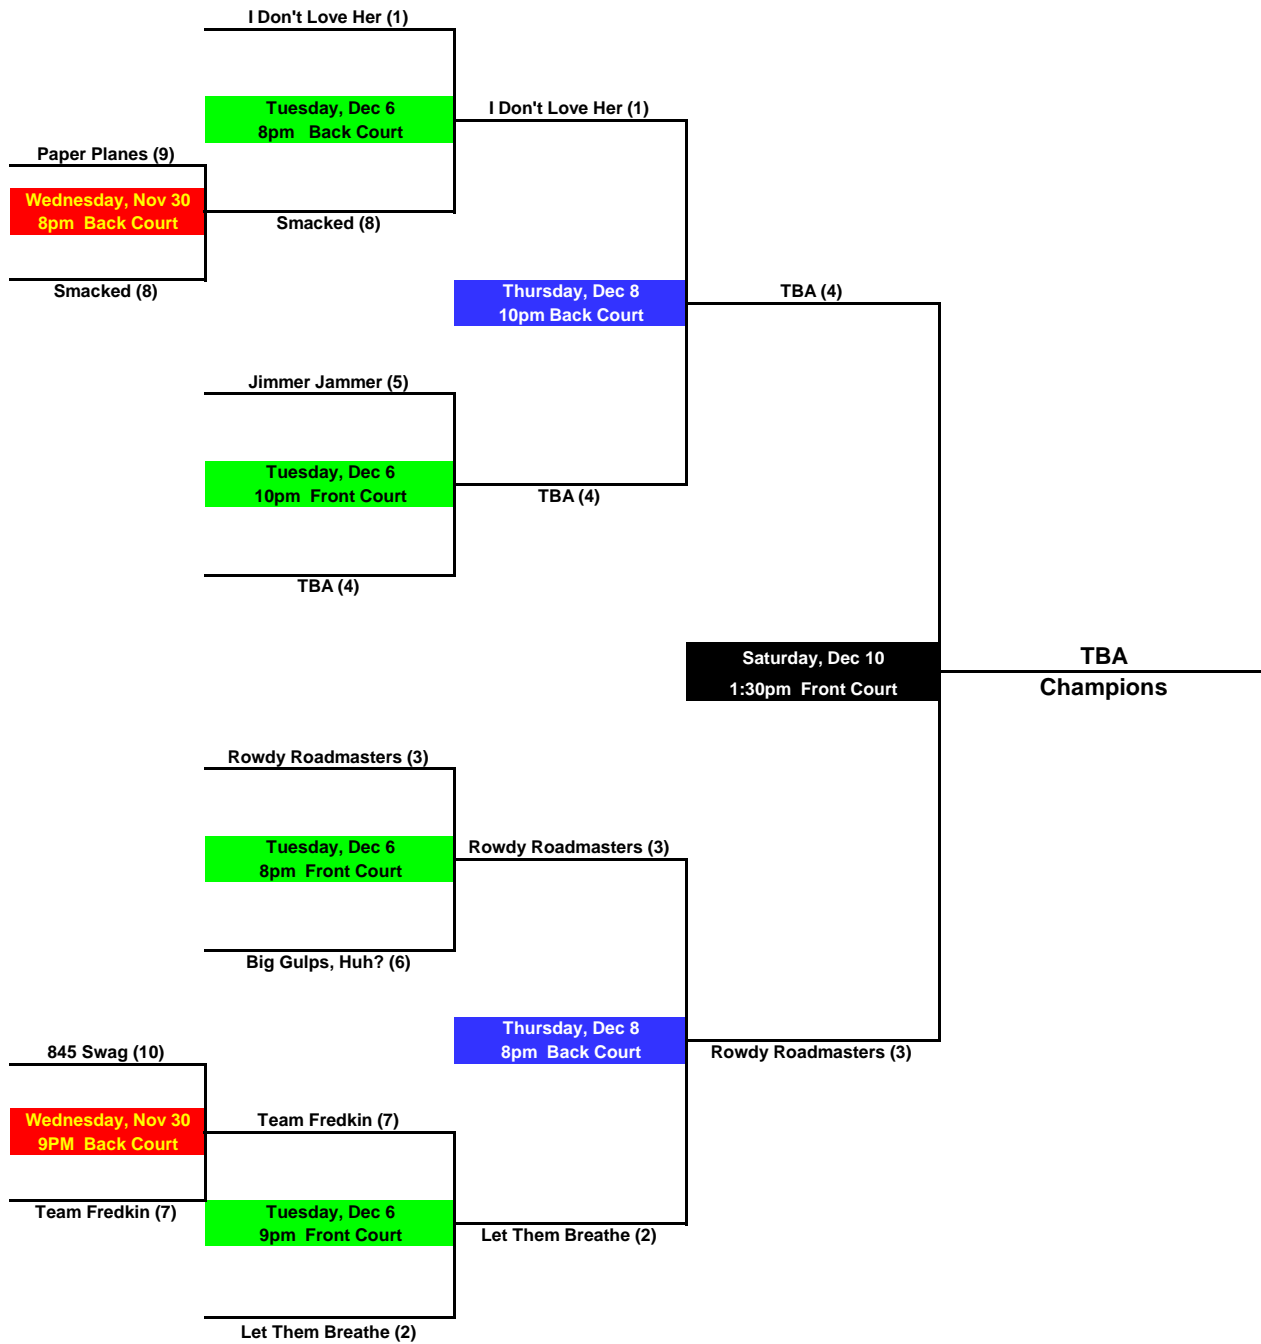 I Don't Love Her (1)
Tuesday, Dec 6
8pm Back Court
I Don't Love Her (1)
Paper Planes (9)
Wednesday, Nov 30
8pm Back Court
Smacked (8)
Smacked (8)
Thursday, Dec 8
10pm Back Court
TBA (4)
Jimmer Jammer (5)
Tuesday, Dec 6
10pm Front Court
TBA (4)
TBA (4)
Saturday, Dec 10
1:30pm Front Court
TBA
Champions
Rowdy Roadmasters (3)
Tuesday, Dec 6
8pm Front Court
Rowdy Roadmasters (3)
Big Gulps, Huh? (6)
Thursday, Dec 8
8pm Back Court
Rowdy Roadmasters (3)
845 Swag (10)
Wednesday, Nov 30
9PM Back Court
Team Fredkin (7)
Team Fredkin (7)
Tuesday, Dec 6
9pm Front Court
Let Them Breathe (2)
Let Them Breathe (2)